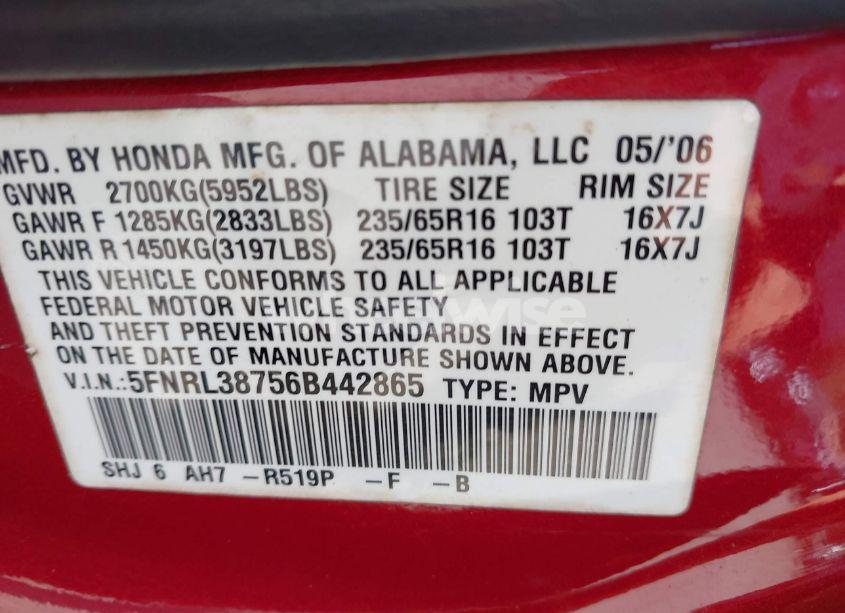 MFD. BY HONDA MFG. OF ALABAMA, LLC 05/'06
GVWR 2700KG(5952LBS) TIRE SIZE RIM SIZE
GAWR F 1285KG(2833LBS) 235/65R16 103T 16X7J
GAWR R 1450KG(3197LBS) 235/65R16 103T 16X7J
THIS VEHICLE CONFORMS TO ALL APPLICABLE
FEDERAL MOTOR VEHICLE SAFETY
AND THEFT PREVENTION STANDARDS IN EFFECT
ON THE DATE OF MANUFACTURE SHOWN ABOVE.
V.I.N.:5FNRL38756B442865 TYPE: MPV
SHJ 6 AH7 -R519P -F -B